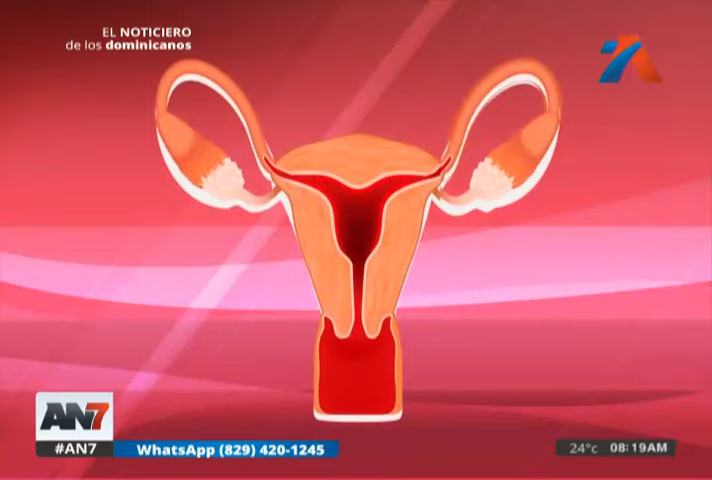 EL NOTICIERO
de los dominicanos
AN7
#AN7
WhatsApp (829) 420-1245
24°c 08:19AM